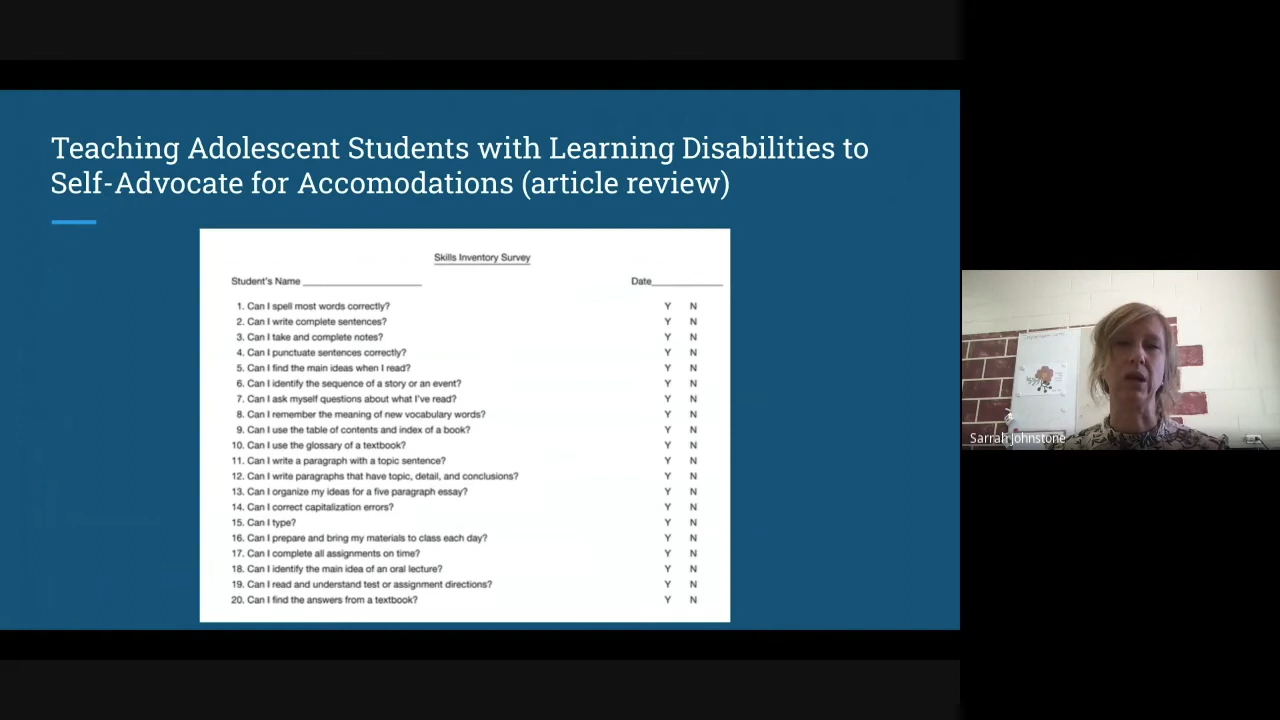 Teaching Adolescent Students with Learning Disabilities to
Self-Advocate for Accomodations (article review)
Skills Inventory Survey
Student's Name ____________________ Date____________
1. Can I spell most words correctly? Y N
2. Can I write complete sentences? Y N
3. Can I take and complete notes? Y N
4. Can I punctuate sentences correctly? Y N
5. Can I find the main ideas when I read? Y N
6. Can I identify the sequence of a story or an event? Y N
7. Can I ask myself questions about what I've read? Y N
8. Can I remember the meaning of new vocabulary words? Y N
9. Can I use the table of contents and index of a book? Y N
10. Can I use the glossary of a textbook? Y N
11. Can I write a paragraph with a topic sentence? Y N
12. Can I write paragraphs that have topic, detail, and conclusions? Y N
13. Can I organize my ideas for a five paragraph essay? Y N
14. Can I correct capitalization errors? Y N
15. Can I type? Y N
16. Can I prepare and bring my materials to class each day? Y N
17. Can I complete all assignments on time? Y N
18. Can I identify the main idea of an oral lecture? Y N
19. Can I read and understand test or assignment directions? Y N
20. Can I find the answers from a textbook? Y N
Sarrah Johnstone